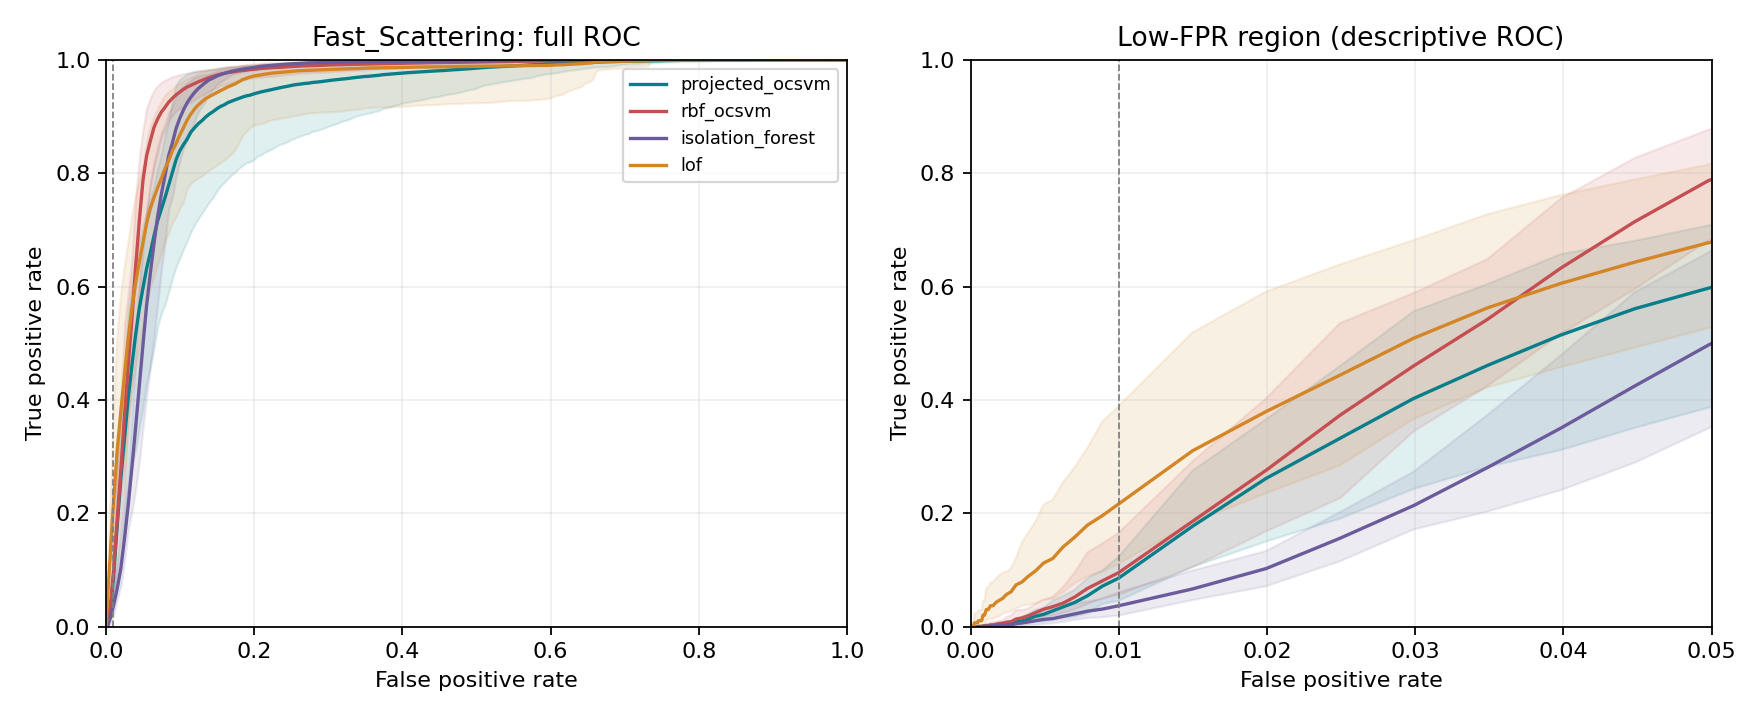 Fast_Scattering: full ROC
1.0
0.8
0.6
0.4
0.2
0.0
True positive rate
projected_ocsvm
rbf_ocsvm
isolation_forest
lof
0.0 0.2 0.4 0.6 0.8 1.0
False positive rate
Low-FPR region (descriptive ROC)
1.0
0.8
0.6
0.4
0.2
0.0
True positive rate
0.00 0.01 0.02 0.03 0.04 0.05
False positive rate